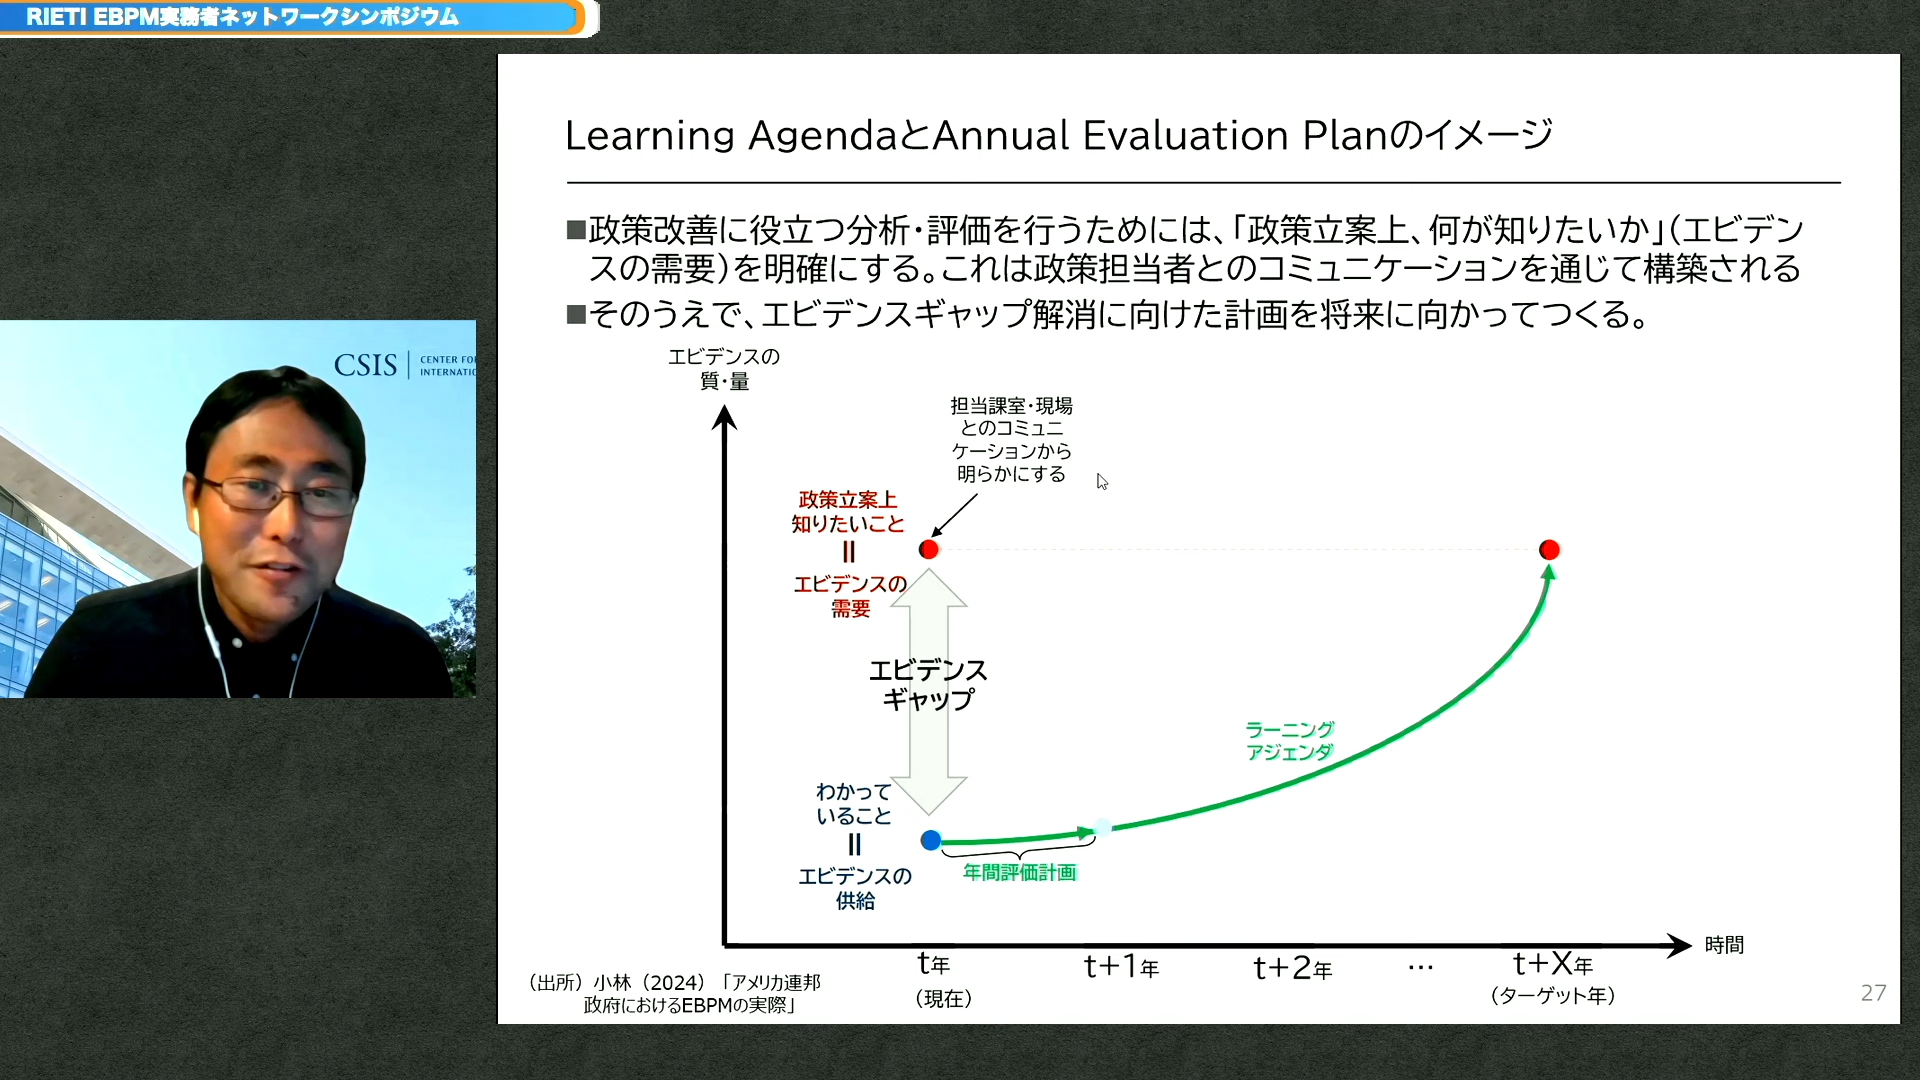 RIETI EBPM実務者ネットワークシンポジウム
Learning AgendaとAnnual Evaluation Planのイメージ
■政策改善に役立つ分析・評価を行うためには、「政策立案上、何が知りたいか」（エビデン
スの需要）を明確にする。これは政策担当者とのコミュニケーションを通じて構築される
■そのうえで、エビデンスギャップ解消に向けた計画を将来に向かってつくる。
CSIS
CENTER FO
INTERNATIO
エビデンスの
質・量
担当課室・現場
とのコミュニ
ケーションから
明らかにする
政策立案上
知りたいこと
=
エビデンスの
需要
エビデンス
ギャップ
ラーニング
アジェンダ
わかって
いること
=
エビデンスの
供給
年間評価計画
時間
t年
（現在）
t+1年
t+2年
…
t+X年
（ターゲット年）
（出所）小林（2024）「アメリカ連邦
政府におけるEBPMの実際」
27